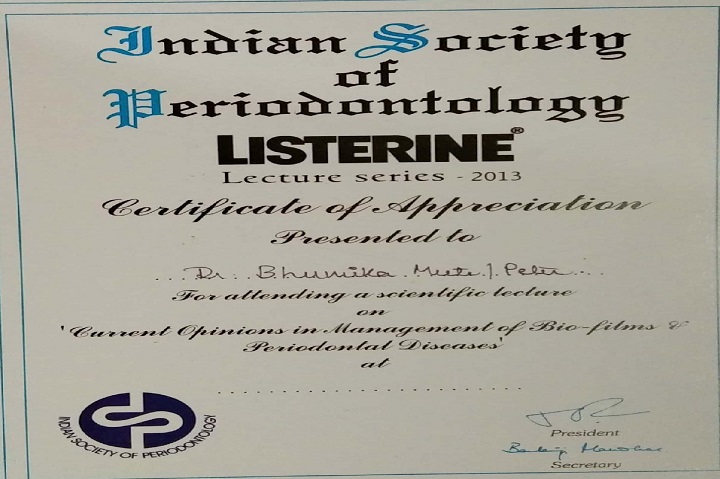 Indian Society
of
Periodontology
LISTERINE®
Lecture series - 2013
Certificate of Appreciation
Presented to
...Dr. Bhumika
For attending a scientific lecture
on
'Current Opinions in Management of Bio-films &
Periodontal Diseases'
at
INDIAN SOCIETY OF PERIODONTOLOGY
President
Secretary